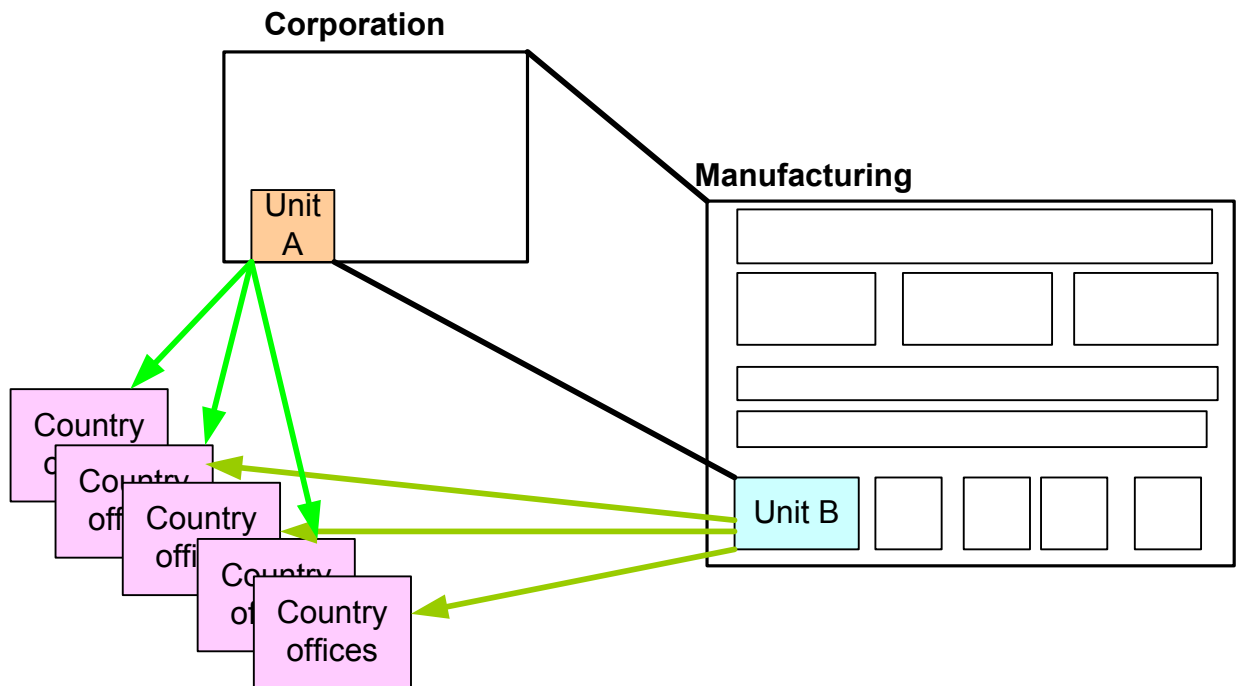 Corporation
Manufacturing
Unit
A
Country
Country
Unit B
Country
Country
offices